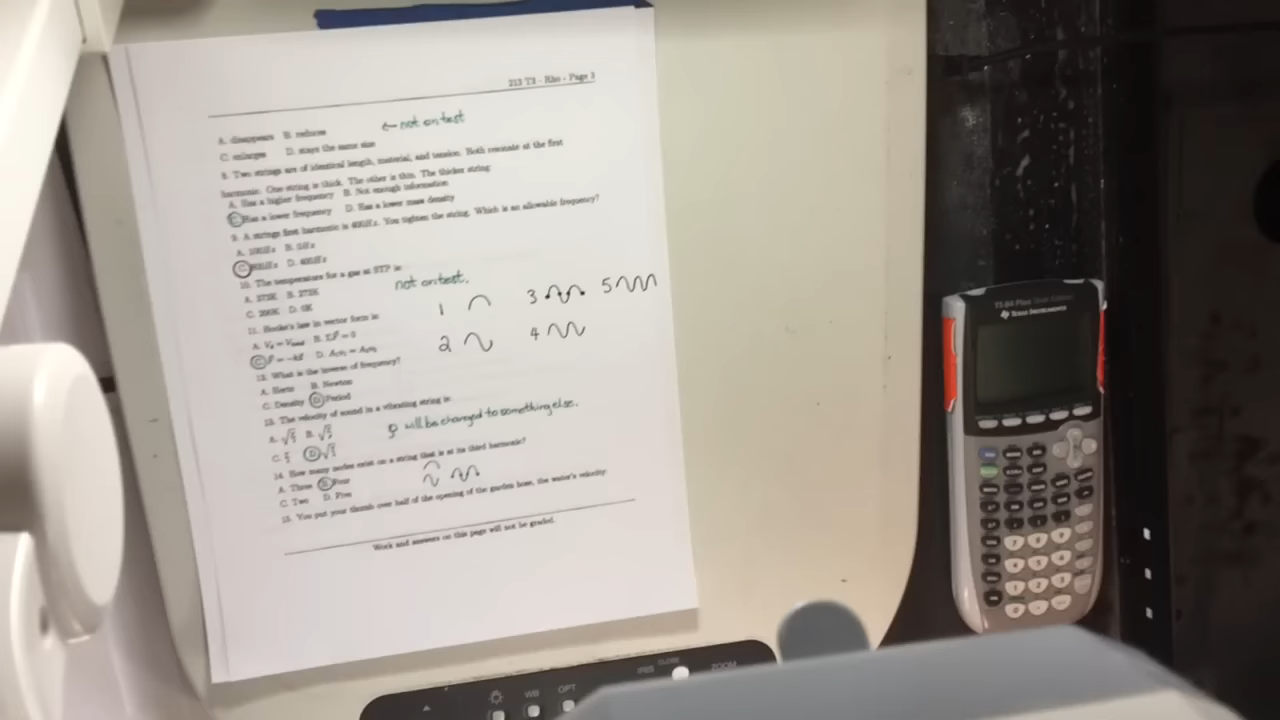 213 T3 - Rho - Page 3
A. disappears B. reduces
← not on test
C. enlarges D. stays the same size
8. Two strings are of identical length, material, and tension. Both resonate at the first
harmonic. One string is thick. The other is thin. The thicker string:
A. Has a higher frequency B. Not enough information
C. Has a lower frequency D. Has a lower mass density
9. A strings first harmonic is 400Hz. You tighten the string. Which is an allowable frequency?
C. D. 400Hz
10. The temperature for a gas at STP is
not on test.
A. 273K B. 373K
C. 200K D. 0K
11. Hooke's law in vector form is
1 3 5
2 4
12. What is the inverse of frequency?
A. Hertz B. Newton
C. Density D. Period
13. The velocity of sound in a vibrating string is
will be changed to something else.
14. How many nodes exist on a string that is at its third harmonic?
A. Three B. Four
C. Two D. Five
15. You put your thumb over half of the opening of the garden hose, the water's velocity
Work and answers on this page will not be graded.
TI-84 Plus Silver Edition
TEXAS INSTRUMENTS
WB OPT IRIS CLOSE ZOOM